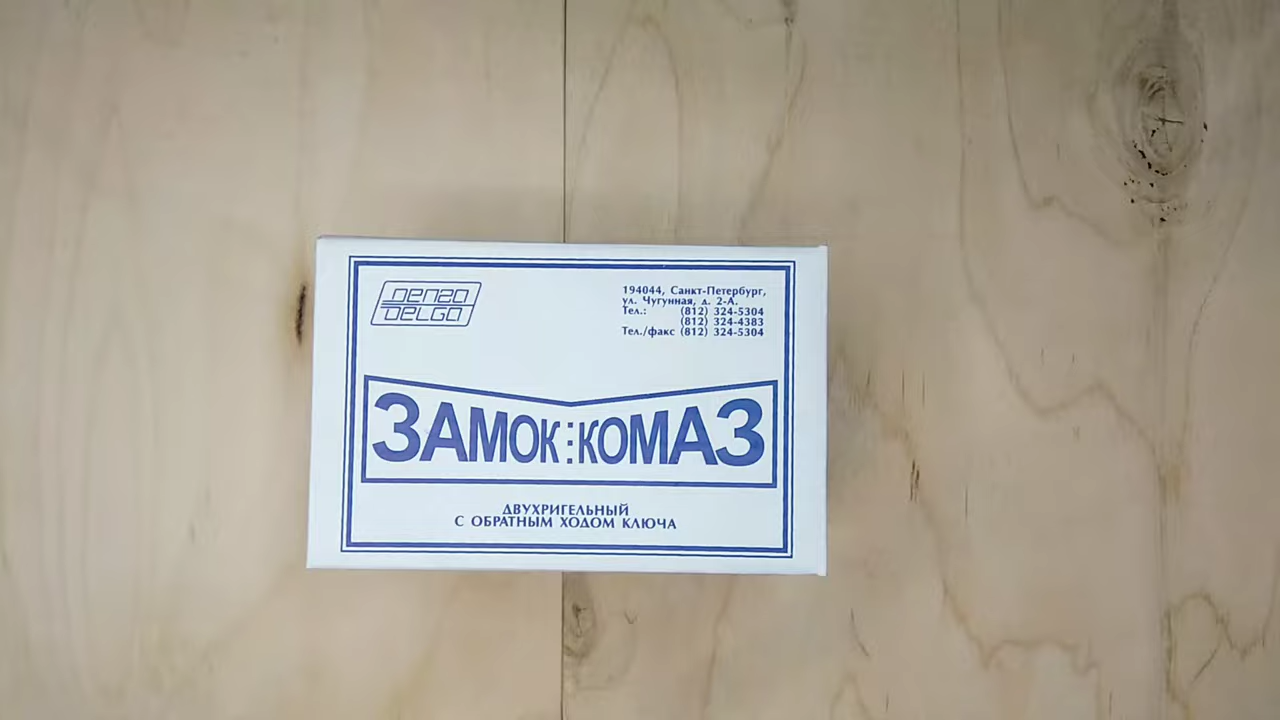 DENZO
DELGO
194044, Санкт-Петербург,
ул. Чугунная, д. 2-А.
Тел.: (812) 324-5304
(812) 324-4383
Тел./факс (812) 324-5304
ЗАМОК КОМАЗ
ДВУХРИГЕЛЬНЫЙ
С ОБРАТНЫМ ХОДОМ КЛЮЧА